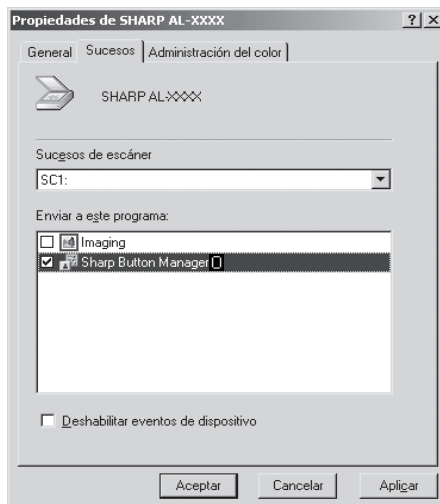 Propiedades de SHARP AL-XXXX
General Sucesos Administración del color
SHARP AL-XXXX
Sucesos de escáner
SC1:
Enviar a este programa:
Imaging
Sharp Button Manager
Deshabilitar eventos de dispositivo
Aceptar Cancelar Aplicar